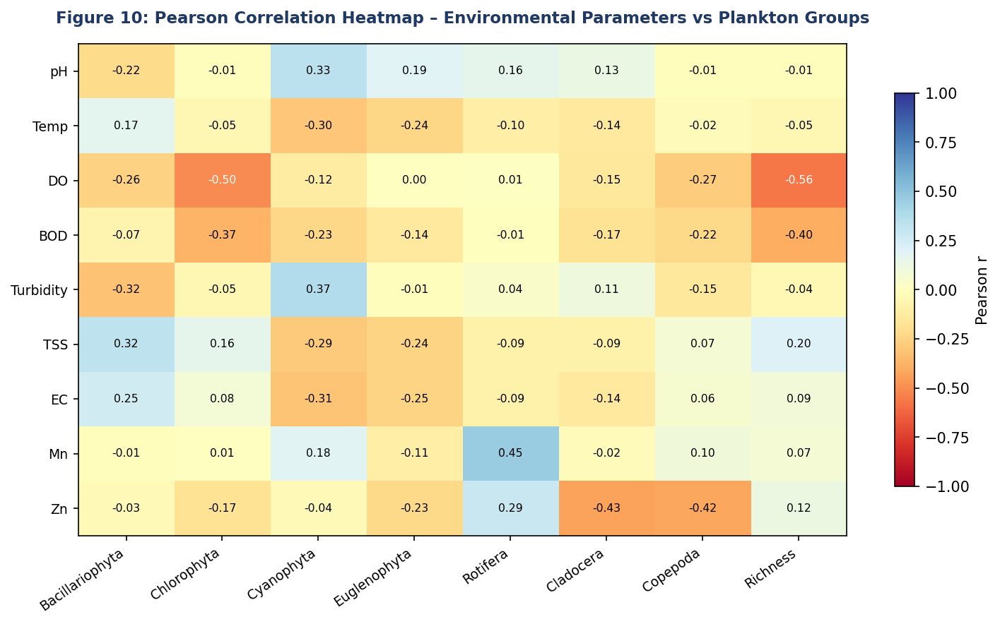 Figure 10: Pearson Correlation Heatmap – Environmental Parameters vs Plankton Groups
pH -0.22 -0.01 0.33 0.19 0.16 0.13 -0.01 -0.01
Temp 0.17 -0.05 -0.30 -0.24 -0.10 -0.14 -0.02 -0.05
DO -0.26 -0.50 -0.12 0.00 0.01 -0.15 -0.27 -0.56
BOD -0.07 -0.37 -0.23 -0.14 -0.01 -0.17 -0.22 -0.40
Turbidity -0.32 -0.05 0.37 -0.01 0.04 0.11 -0.15 -0.04
TSS 0.32 0.16 -0.29 -0.24 -0.09 -0.09 0.07 0.20
EC 0.25 0.08 -0.31 -0.25 -0.09 -0.14 0.06 0.09
Mn -0.01 0.01 0.18 -0.11 0.45 -0.02 0.10 0.07
Zn -0.03 -0.17 -0.04 -0.23 0.29 -0.43 -0.42 0.12
Bacillariophyta Chlorophyta Cyanophyta Euglenophyta Rotifera Cladocera Copepoda Richness
1.00
0.75
0.50
0.25
0.00
−0.25
−0.50
−0.75
−1.00
Pearson r